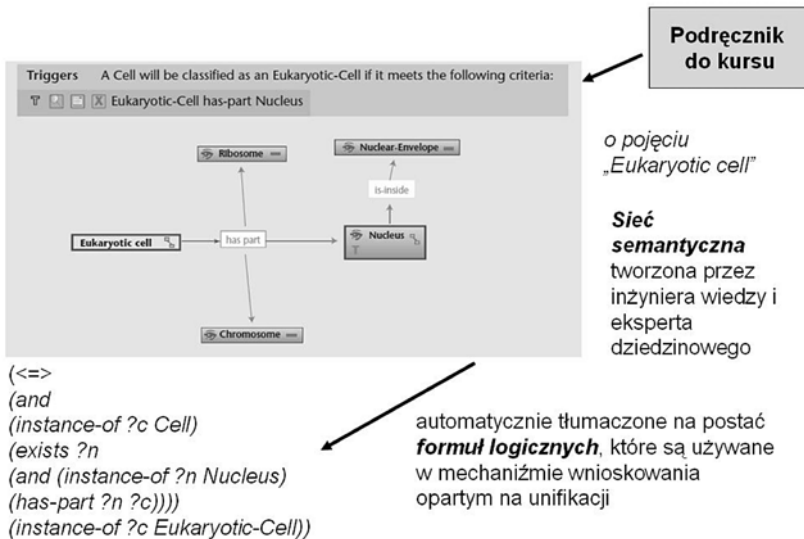 Podręcznik
do kursu
Triggers A Cell will be classified as an Eukaryotic-Cell if it meets the following criteria:
T X Eukaryotic-Cell has-part Nucleus
Ribosome
Nuclear-Envelope
is-inside
Eukaryotic cell
has part
Nucleus
T
Chromosome
o pojęciu
„Eukaryotic cell”
Sieć
semantyczna
tworzona przez
inżyniera wiedzy i
eksperta
dziedzinowego
(<=>
(and
(instance-of ?c Cell)
(exists ?n
(and (instance-of ?n Nucleus)
(has-part ?n ?c))))
(instance-of ?c Eukaryotic-Cell))
automatycznie tłumaczone na postać
formuł logicznych, które są używane
w mechaniźmie wnioskowania
opartym na unifikacji